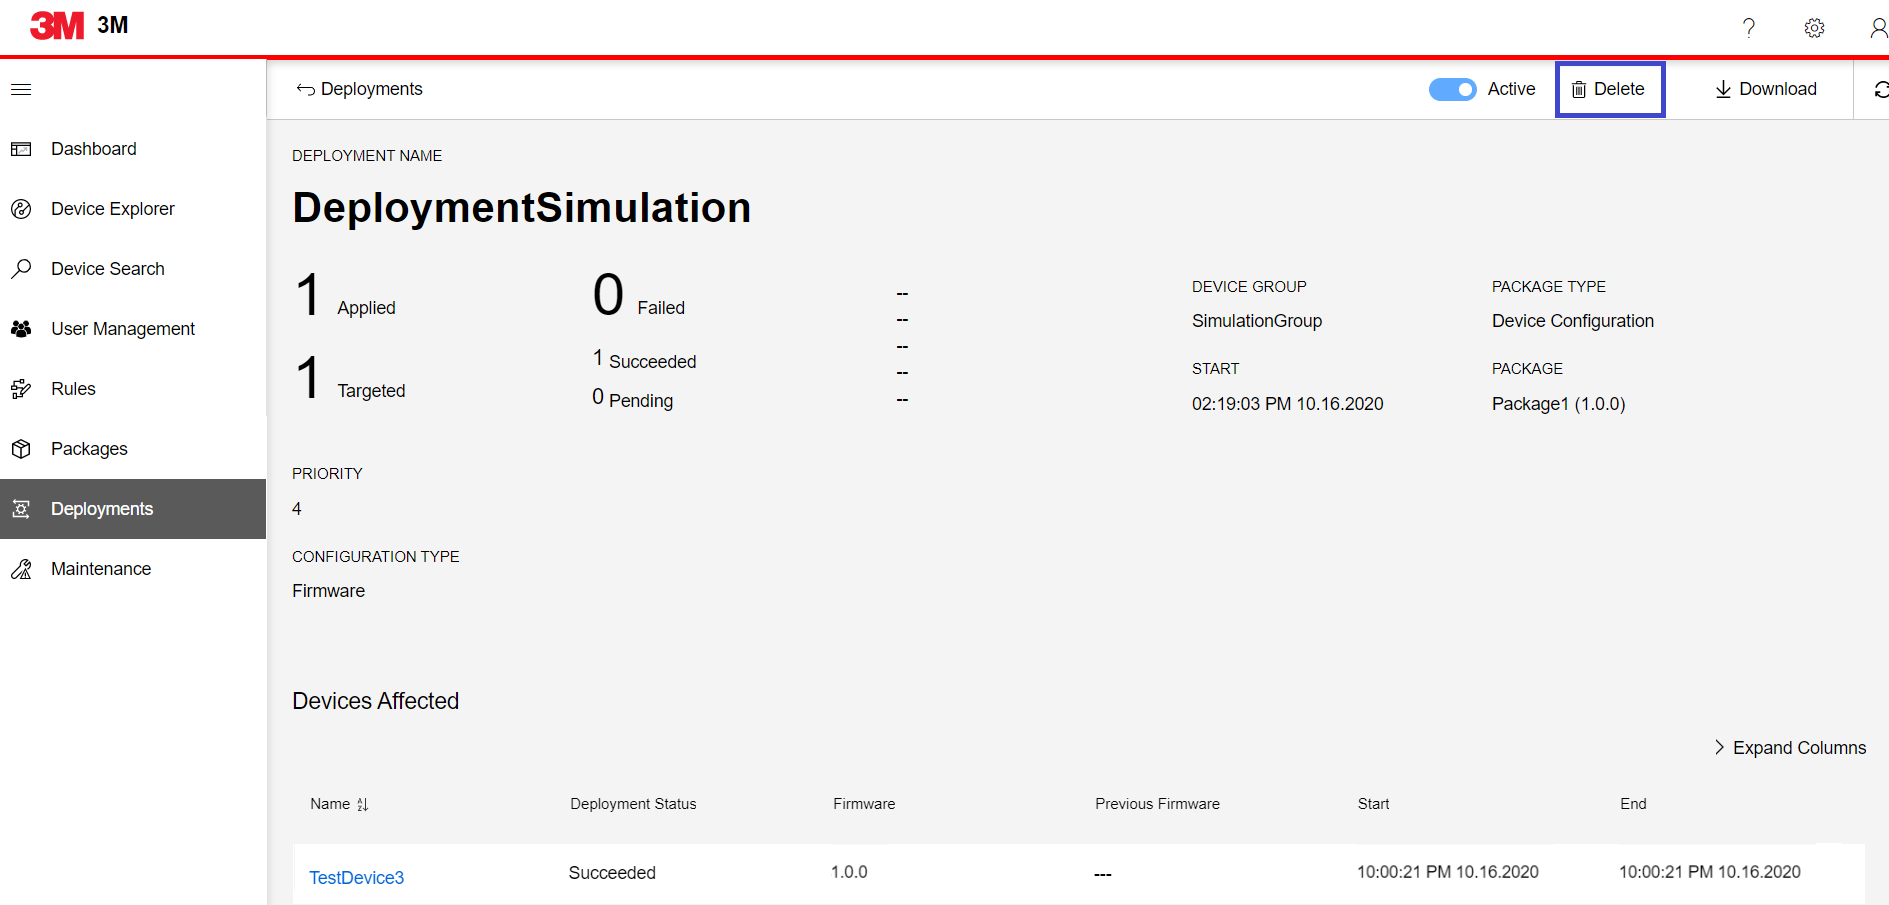 3M 3M
?
Deployments Active Delete Download
Dashboard
Device Explorer
Device Search
User Management
Rules
Packages
Deployments
Maintenance
DEPLOYMENT NAME
DeploymentSimulation
1 Applied
1 Targeted
0 Failed
1 Succeeded
0 Pending
--
--
--
--
--
DEVICE GROUP
SimulationGroup
START
02:19:03 PM 10.16.2020
PACKAGE TYPE
Device Configuration
PACKAGE
Package1 (1.0.0)
PRIORITY
4
CONFIGURATION TYPE
Firmware
Devices Affected
Expand Columns
Name Deployment Status Firmware Previous Firmware Start End
TestDevice3 Succeeded 1.0.0 --- 10:00:21 PM 10.16.2020 10:00:21 PM 10.16.2020